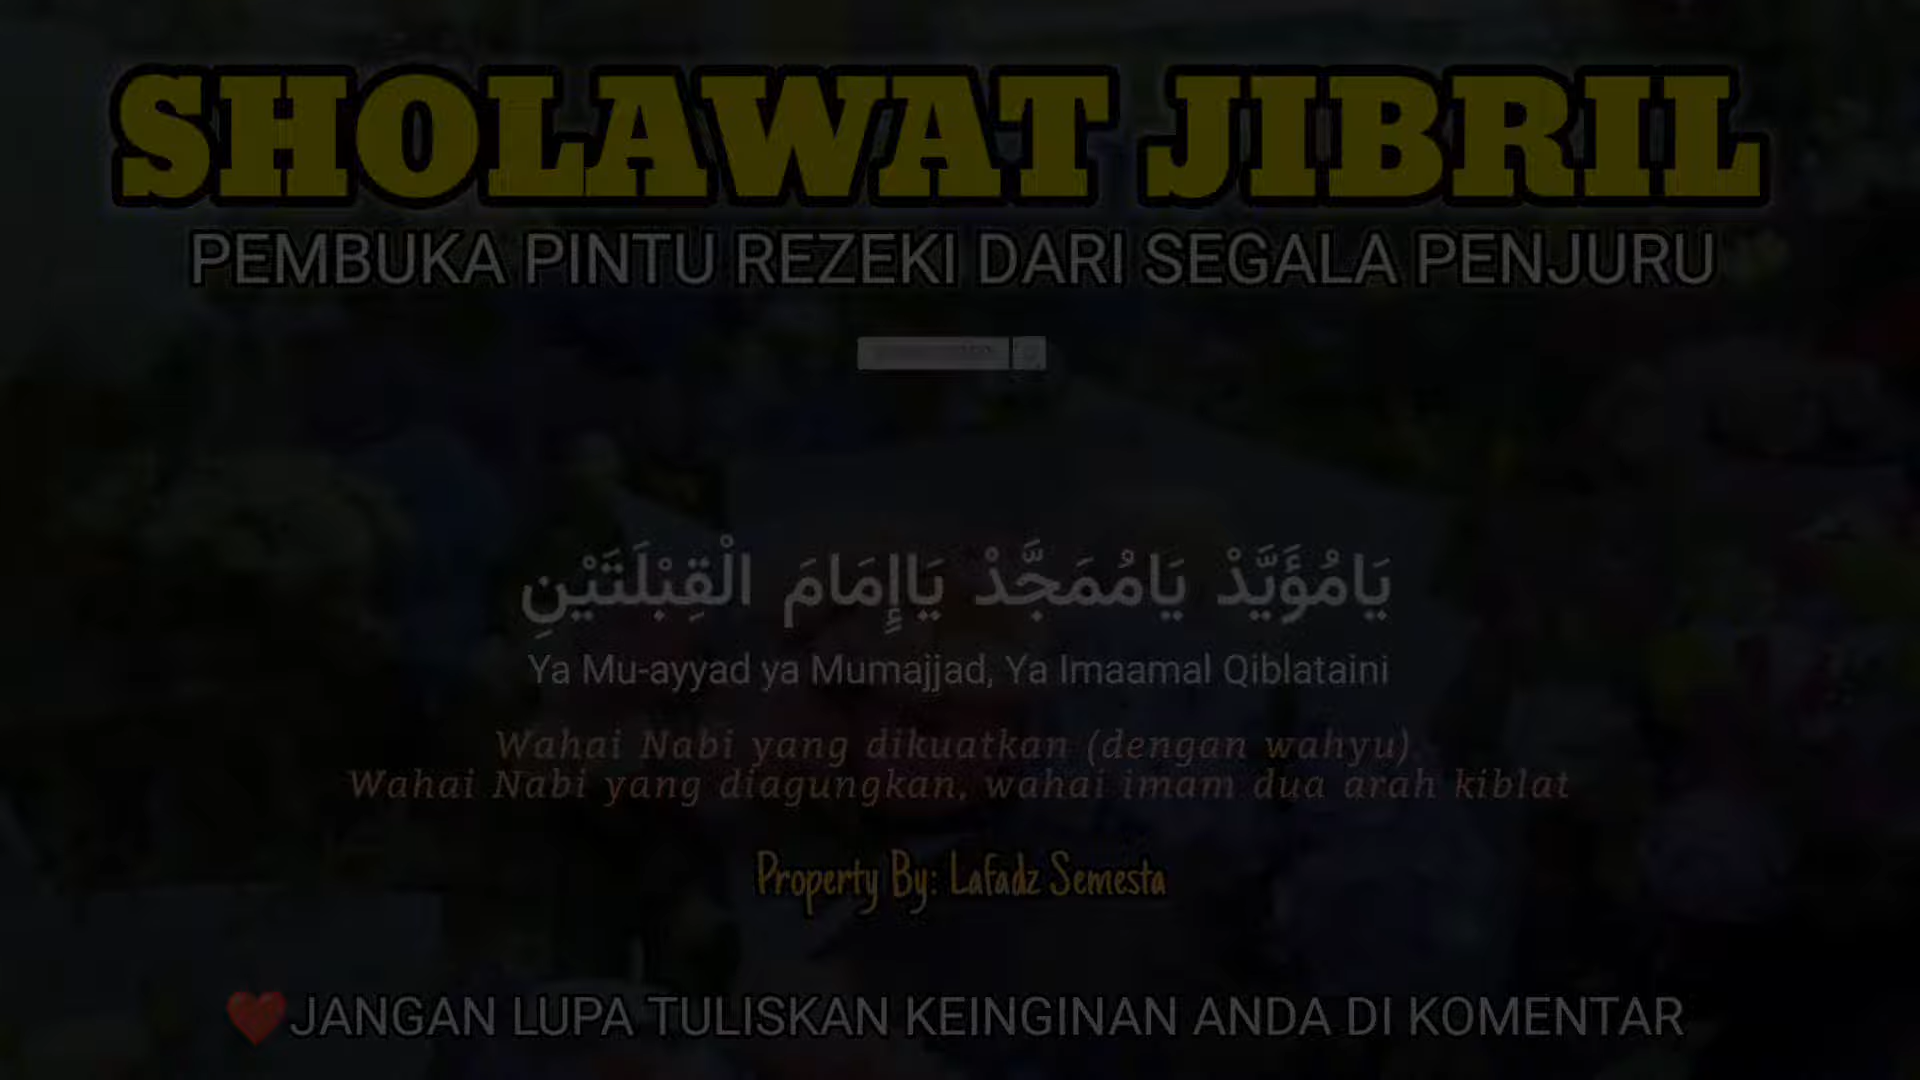 SHOLAWAT JIBRIL
PEMBUKA PINTU REZEKI DARI SEGALA PENJURU
يَامُؤَيَّدْ يَامُمَجَّدْ يَاإِمَامَ الْقِبْلَتَيْنِ
Ya Mu-ayyad ya Mumajjad, Ya Imaamal Qiblataini
Wahai Nabi yang dikuatkan (dengan wahyu).
Wahai Nabi yang diagungkan, wahai imam dua arah kiblat
Property By: Lafadz Semesta
❤️JANGAN LUPA TULISKAN KEINGINAN ANDA DI KOMENTAR